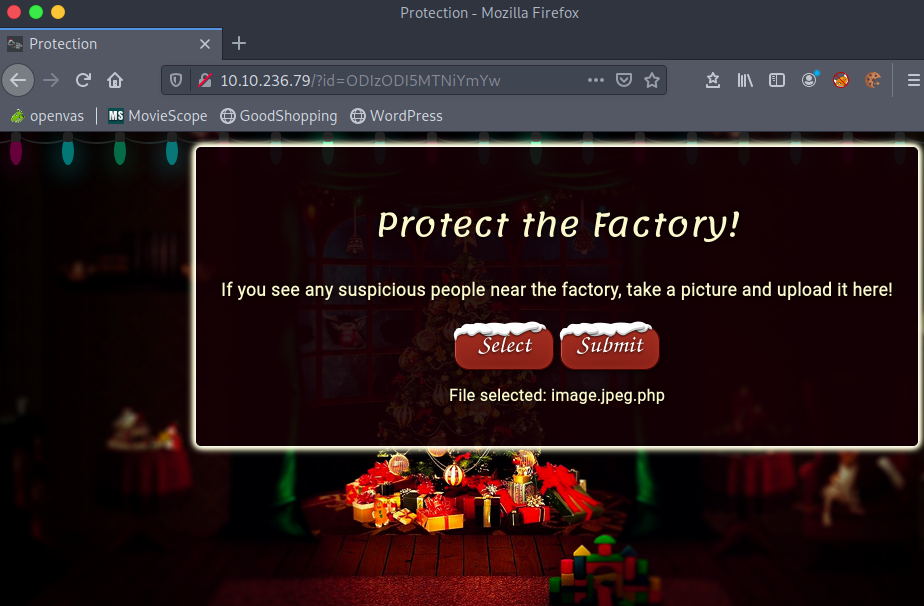 Protection - Mozilla Firefox
Protection
10.10.236.79/?id=ODIzODI5MTNiYmYw
openvas MS MovieScope GoodShopping WordPress
Protect the Factory!
If you see any suspicious people near the factory, take a picture and upload it here!
Select Submit
File selected: image.jpeg.php